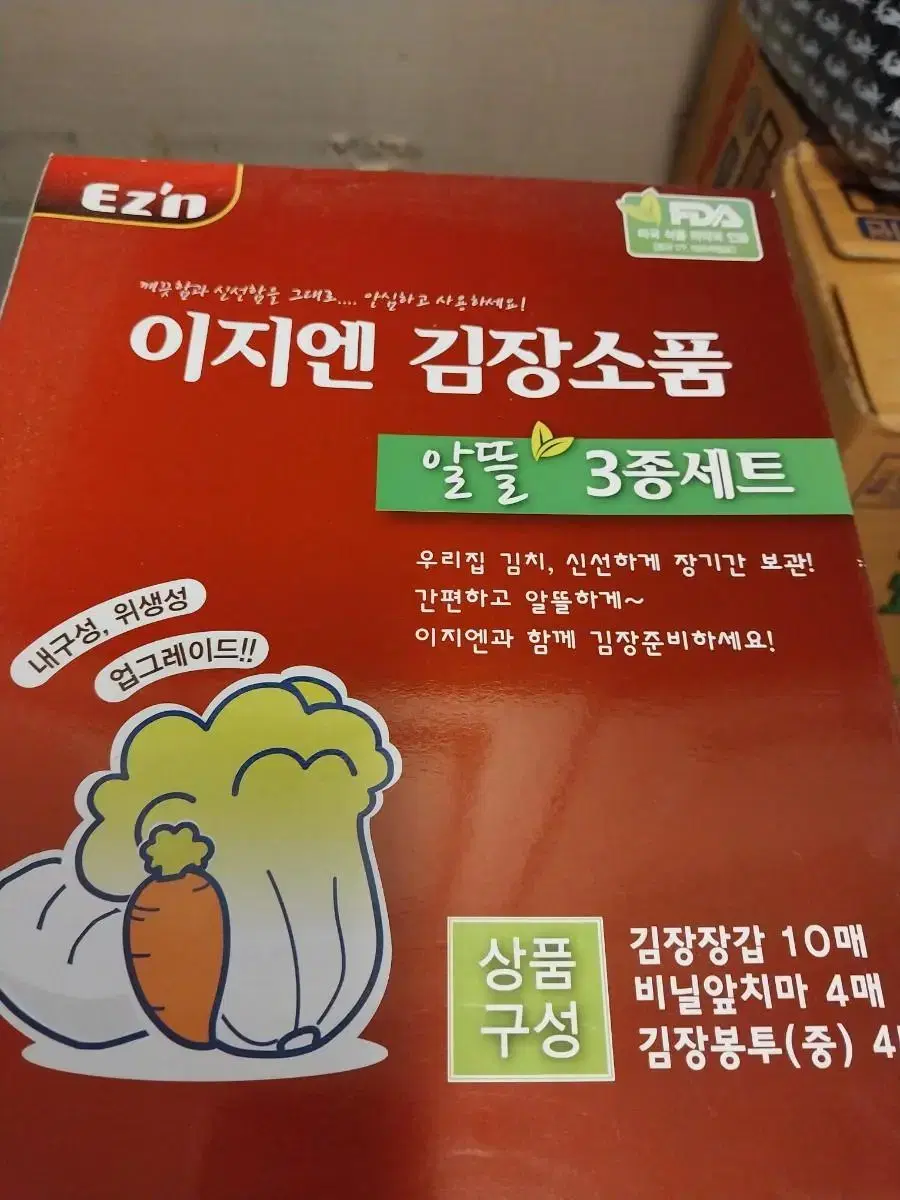 Ez'n
FDA
깨끗함과 신선함을 그대로.... 안심하고 사용하세요!
이지엔 김장소품
알뜰 3종세트
우리집 김치, 신선하게 장기간 보관!
간편하고 알뜰하게~
이지엔과 함께 김장준비하세요!
내구성, 위생성
업그레이드!!
상품
구성
김장장갑 10매
비닐앞치마 4매
김장봉투(중) 4